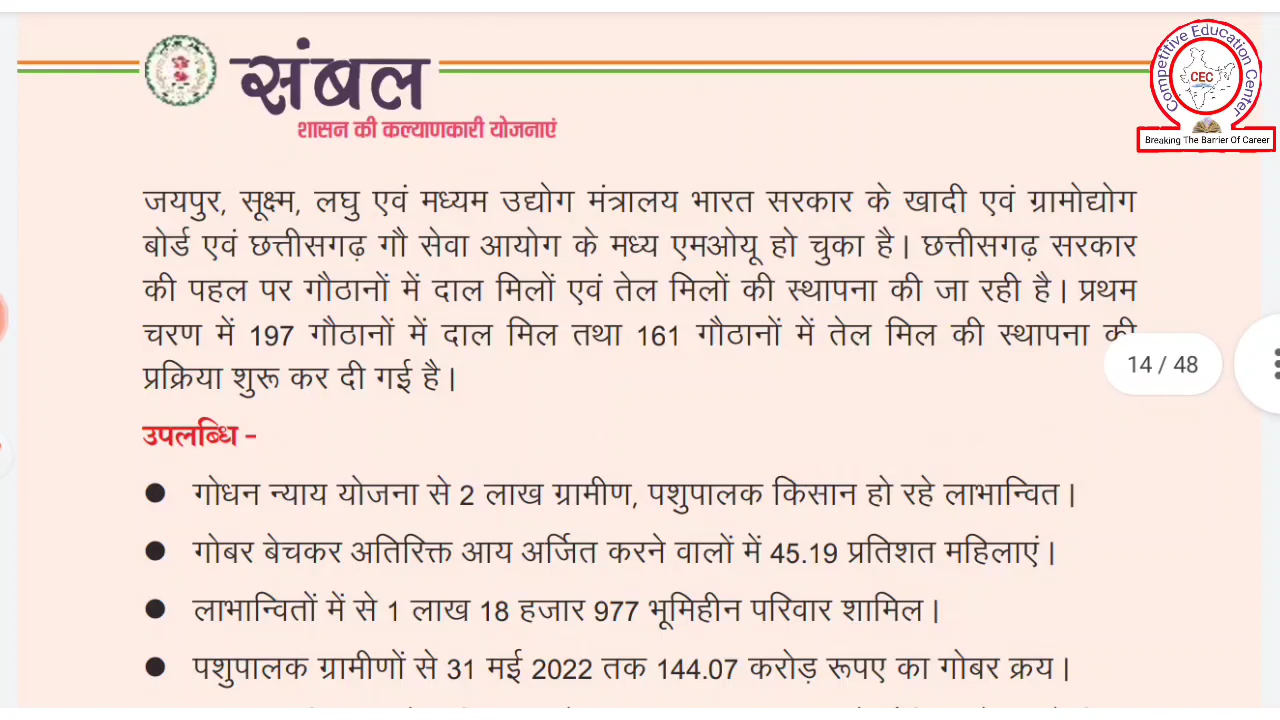 संबल
शासन की कल्याणकारी योजनाएं
Competitive Education Center
CEC
Breaking The Barrier Of Career
जयपुर, सूक्ष्म, लघु एवं मध्यम उद्योग मंत्रालय भारत सरकार के खादी एवं ग्रामोद्योग
बोर्ड एवं छत्तीसगढ़ गौ सेवा आयोग के मध्य एमओयू हो चुका है। छत्तीसगढ़ सरकार
की पहल पर गौठानों में दाल मिलों एवं तेल मिलों की स्थापना की जा रही है। प्रथम
चरण में 197 गौठानों में दाल मिल तथा 161 गौठानों में तेल मिल की स्थापना की
14 / 48
प्रक्रिया शुरू कर दी गई है।
उपलब्धि -
● गोधन न्याय योजना से 2 लाख ग्रामीण, पशुपालक किसान हो रहे लाभान्वित।
● गोबर बेचकर अतिरिक्त आय अर्जित करने वालों में 45.19 प्रतिशत महिलाएं।
● लाभान्वितों में से 1 लाख 18 हजार 977 भूमिहीन परिवार शामिल।
● पशुपालक ग्रामीणों से 31 मई 2022 तक 144.07 करोड़ रूपए का गोबर क्रय।